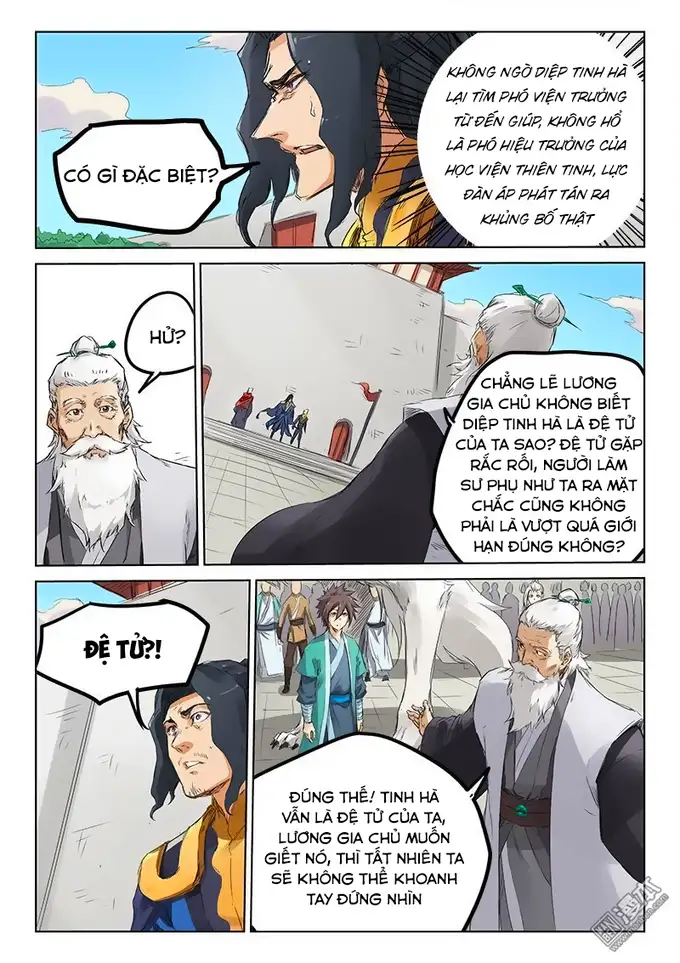 KHÔNG NGỜ DIỆP TINH HÀ
LẠI TÌM PHÓ VIỆN TRƯỞNG
TỪ ĐẾN GIÚP, KHÔNG HỔ
LÀ PHÓ HIỆU TRƯỞNG CỦA
HỌC VIỆN THIÊN TINH, LỰC
ĐÀN ÁP PHÁT TÁN RA
KHỦNG BỐ THẬT
CÓ GÌ ĐẶC BIỆT?
HỬ?
CHẲNG LẼ LƯƠNG
GIA CHỦ KHÔNG BIẾT
DIỆP TINH HÀ LÀ ĐỆ TỬ
CỦA TA SAO? ĐỆ TỬ GẶP
RẮC RỐI, NGƯỜI LÀM
SƯ PHỤ NHƯ TA RA MẶT
CHẮC CŨNG KHÔNG
PHẢI LÀ VƯỢT QUÁ GIỚI
HẠN ĐÚNG KHÔNG?
ĐỆ TỬ?!
ĐÚNG THẾ! TINH HÀ
VẪN LÀ ĐỆ TỬ CỦA TA,
LƯƠNG GIA CHỦ MUỐN
GIẾT NÓ, THÌ TẤT NHIÊN TA
SẼ KHÔNG THỂ KHOANH
TAY ĐỨNG NHÌN